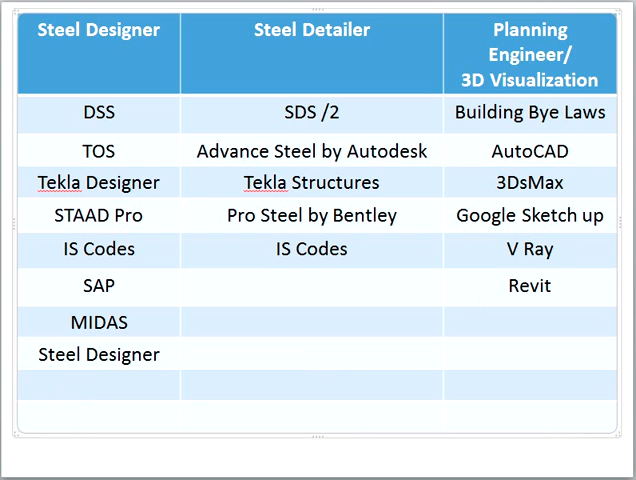 Steel Designer Steel Detailer Planning
Engineer/
3D Visualization
DSS SDS /2 Building Bye Laws
TOS Advance Steel by Autodesk AutoCAD
Tekla Designer Tekla Structures 3DsMax
STAAD Pro Pro Steel by Bentley Google Sketch up
IS Codes IS Codes V Ray
SAP Revit
MIDAS
Steel Designer